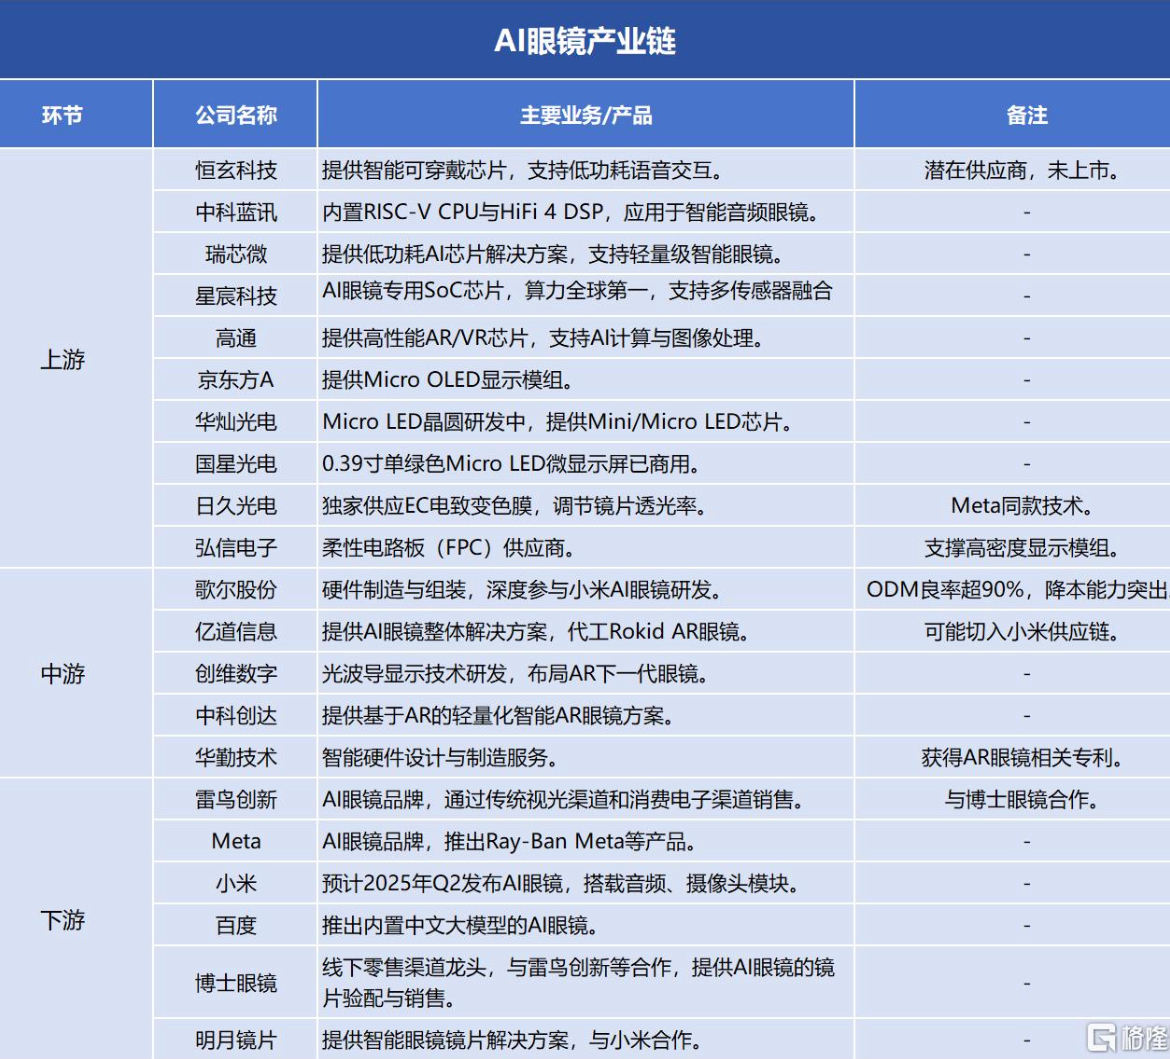 AI眼镜产业链
环节 公司名称 主要业务/产品 备注
上游
恒玄科技 提供智能可穿戴芯片，支持低功耗语音交互。 潜在供应商，未上市。
中科蓝讯 内置RISC-V CPU与HiFi 4 DSP，应用于智能音频眼镜。 -
瑞芯微 提供低功耗AI芯片解决方案，支持轻量级智能眼镜。 -
星宸科技 AI眼镜专用SoC芯片，算力全球第一，支持多传感器融合 -
高通 提供高性能AR/VR芯片，支持AI计算与图像处理。 -
京东方A 提供Micro OLED显示模组。 -
华灿光电 Micro LED晶圆研发中，提供Mini/Micro LED芯片。 -
国星光电 0.39寸单绿色Micro LED微显示屏已商用。 -
日久光电 独家供应EC电致变色膜，调节镜片透光率。 Meta同款技术。
弘信电子 柔性电路板（FPC）供应商。 支撑高密度显示模组。
中游
歌尔股份 硬件制造与组装，深度参与小米AI眼镜研发。 ODM良率超90%，降本能力突出
亿道信息 提供AI眼镜整体解决方案，代工Rokid AR眼镜。 可能切入小米供应链。
创维数字 光波导显示技术研发，布局AR下一代眼镜。 -
中科创达 提供基于AR的轻量化智能AR眼镜方案。 -
华勤技术 智能硬件设计与制造服务。 获得AR眼镜相关专利。
下游
雷鸟创新 AI眼镜品牌，通过传统视光渠道和消费电子渠道销售。 与博士眼镜合作。
Meta AI眼镜品牌，推出Ray-Ban Meta等产品。 -
小米 预计2025年Q2发布AI眼镜，搭载音频、摄像头模块。 -
百度 推出内置中文大模型的AI眼镜。 -
博士眼镜 线下零售渠道龙头，与雷鸟创新等合作，提供AI眼镜的镜
片验配与销售。 -
明月镜片 提供智能眼镜镜片解决方案，与小米合作。 -
格隆